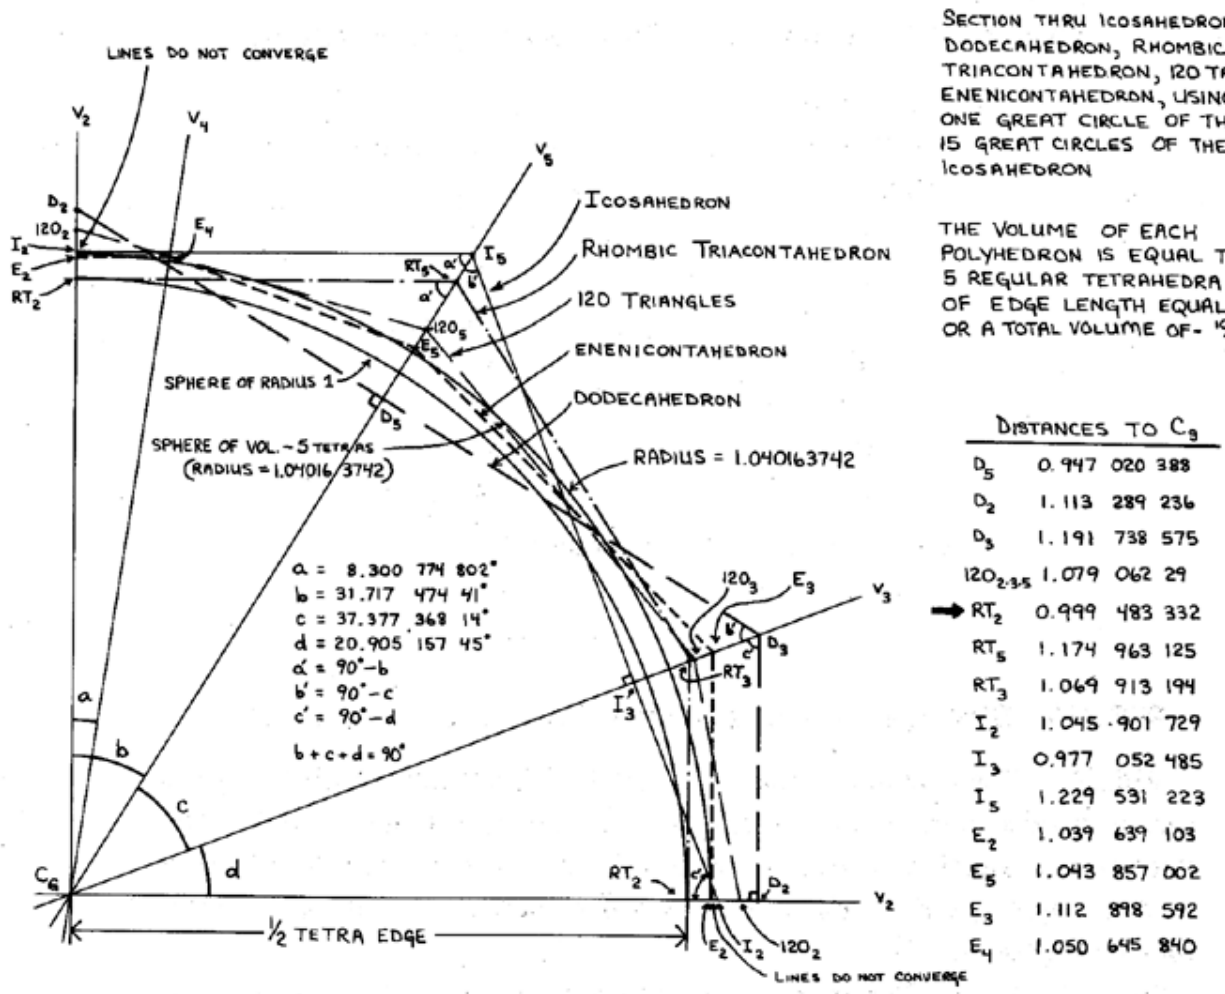 SECTION THRU ICOSAHEDRON
DODECAHEDRON, RHOMBIC
TRIACONTAHEDRON, 120
ENENICONTAHEDRON, USING
ONE GREAT CIRCLE OF
15 GREAT CIRCLES OF THE
ICOSAHEDRON
THE VOLUME OF EACH
POLYHEDRON IS EQUAL
5 REGULAR TETRAHEDRA
OF EDGE LENGTH EQUAL
OR A TOTAL VOLUME OF -
LINES DO NOT CONVERGE
V₂
V₄
V₅
D₂
120₂
I₂
E₂
RT₂
E₄
RT₅
a'
I₅
b'
a'
ICOSAHEDRON
RHOMBIC TRIACONTAHEDRON
120 TRIANGLES
120₅
E₅
ENENICONTAHEDRON
SPHERE OF RADIUS 1
D₅
DODECAHEDRON
SPHERE OF VOL. - 5 TETRAS
(RADIUS = 1.040163742)
RADIUS = 1.040163742
a = 8.300 774 802°
b = 31.717 474 41°
c = 37.377 368 14°
d = 20.905 157 45°
a' = 90°-b
b' = 90°-c
c' = 90°-d
b+c+d = 90°
120₃
E₃
V₃
b'
c'
D₃
RT₃
I₃
a
b
c
d
C₆
RT₂
c'
D₂
V₂
½ TETRA EDGE
E₂
I₂
120₂
LINES DO NOT CONVERGE
DISTANCES TO C₉
D₅ 0.947 020 388
D₂ 1.113 289 236
D₃ 1.191 738 575
120₂.₃.₅ 1.079 062 29
RT₂ 0.999 483 332
RT₅ 1.174 963 125
RT₃ 1.069 913 194
I₂ 1.045 901 729
I₃ 0.977 052 485
I₅ 1.229 531 223
E₂ 1.039 639 103
E₅ 1.043 857 002
E₃ 1.112 898 592
E₄ 1.050 645 840